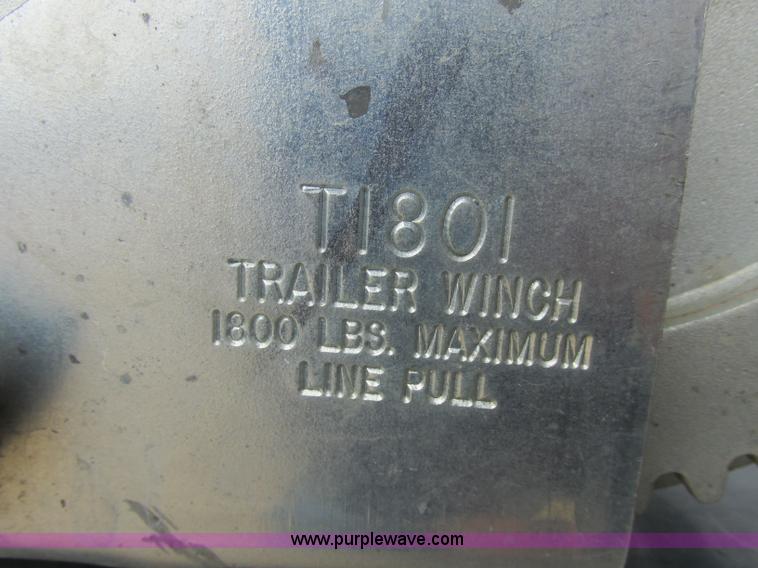 T1801
TRAILER WINCH
1800 LBS. MAXIMUM
LINE PULL
www.purplewave.com